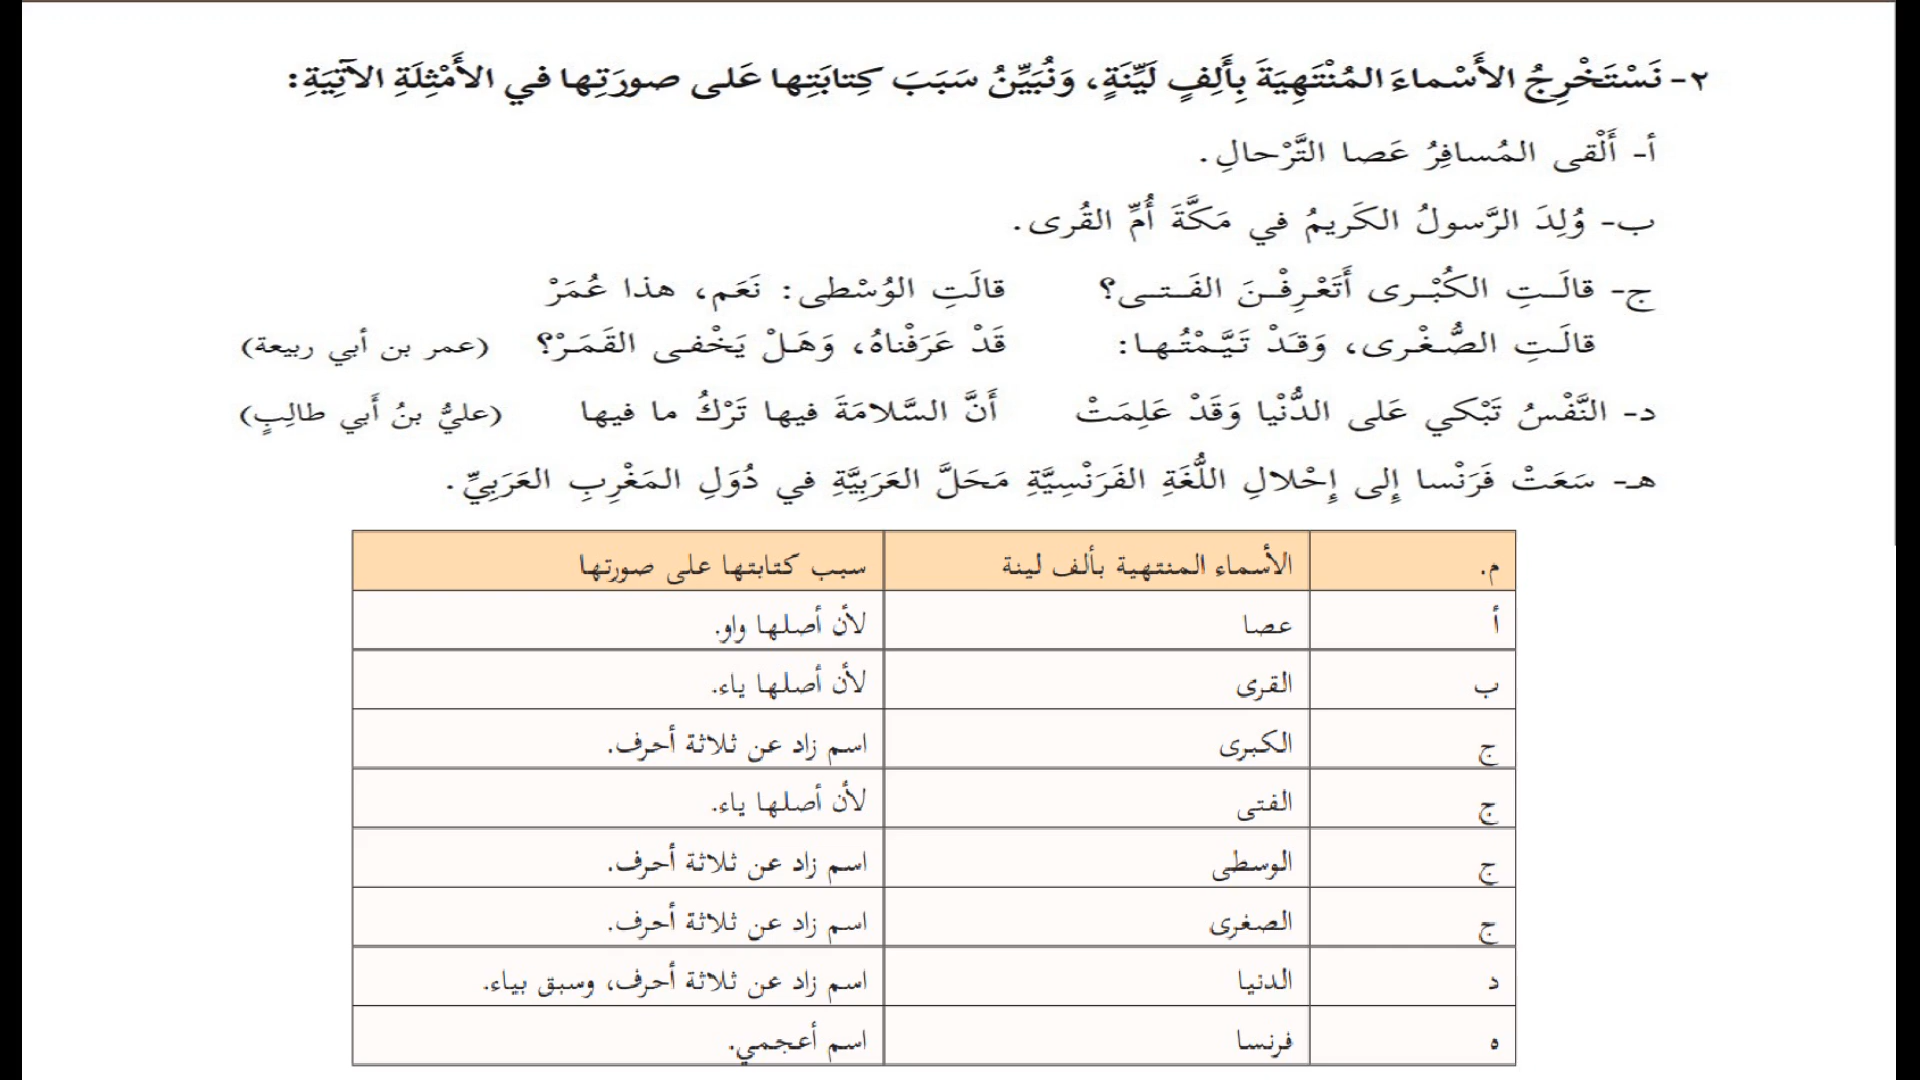 ٢- نَسْتَخْرِجُ الأَسْماءَ المُنْتَهِيَةَ بِأَلِفٍ لَيِّنَةٍ، وَنُبَيِّنُ سَبَبَ كِتابَتِها عَلى صورَتِها في الأَمْثِلَةِ الآتِيَةِ:
أ- أَلْقى المُسافِرُ عَصا التَّرْحالِ.
ب- وُلِدَ الرَّسولُ الكَريمُ في مَكَّةَ أُمِّ القُرى.
ج- قالَتِ الكُبْرى أَتَعْرِفْنَ الفَتى؟ قالَتِ الوُسْطى: نَعَم، هذا عُمَرْ
قالَتِ الصُّغْرى، وَقَدْ تَيَّمْتُها: قَدْ عَرَفْناهُ، وَهَلْ يَخْفى القَمَرْ؟ (عمر بن أبي ربيعة)
د- النَّفْسُ تَبْكي عَلى الدُّنْيا وَقَدْ عَلِمَتْ أَنَّ السَّلامَةَ فيها تَرْكُ ما فيها (عليُّ بنُ أَبي طالِبٍ)
هـ- سَعَتْ فَرَنْسا إِلى إِحْلالِ اللُّغَةِ الفَرَنْسِيَّةِ مَحَلَّ العَرَبِيَّةِ في دُوَلِ المَغْرِبِ العَرَبِيِّ.
م. الأسماء المنتهية بألف لينة سبب كتابتها على صورتها
أ عصا لأن أصلها واو.
ب القرى لأن أصلها ياء.
ج الكبرى اسم زاد عن ثلاثة أحرف.
ج الفتى لأن أصلها ياء.
ج الوسطى اسم زاد عن ثلاثة أحرف.
ج الصغرى اسم زاد عن ثلاثة أحرف.
د الدنيا اسم زاد عن ثلاثة أحرف، وسبق بياء.
ه فرنسا اسم أعجمي.